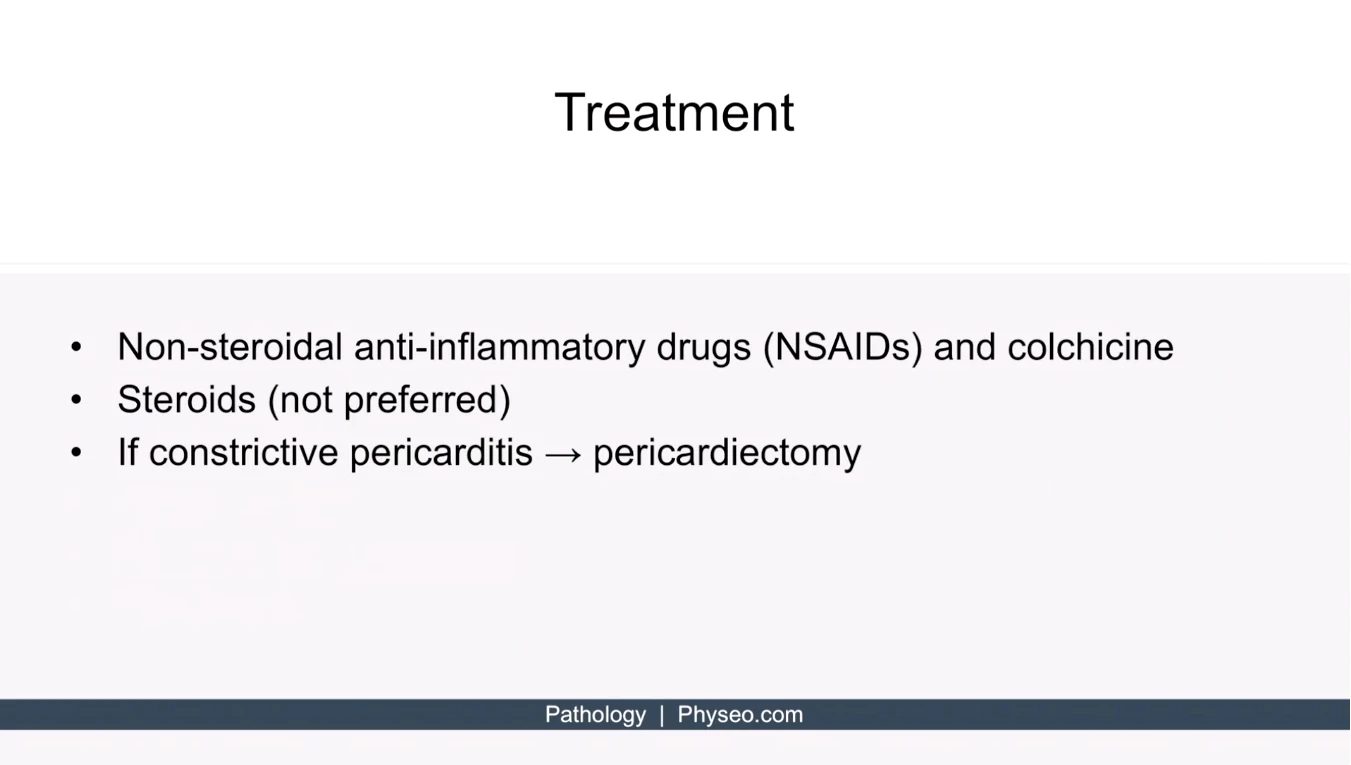 Treatment
• Non-steroidal anti-inflammatory drugs (NSAIDs) and colchicine
• Steroids (not preferred)
• If constrictive pericarditis → pericardiectomy
Pathology | Physeo.com